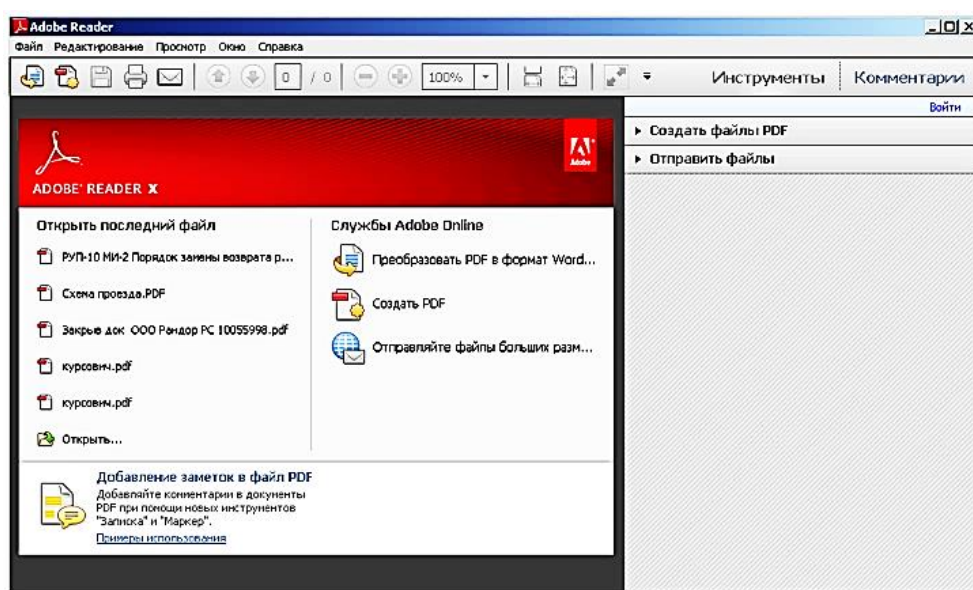 Adobe Reader
Файл Редактирование Просмотр Окно Справка
0 / 0 100% Инструменты Комментарии
Войти
Создать файлы PDF
Отправить файлы
Adobe
ADOBE® READER X
Открыть последний файл
РУП-10 МИ-2 Порядок замены возврата р...
Схема проезда.PDF
Закрыв док ООО Рандор РС 10055998.pdf
курсович.pdf
курсович.pdf
Открыть...
Службы Adobe Online
Преобразовать PDF в формат Word...
Создать PDF
Отправляйте файлы больших разм...
Добавление заметок в файл PDF
Добавляйте комментарии в документы
PDF при помощи новых инструментов
"Записка" и "Маркер".
Примеры использования